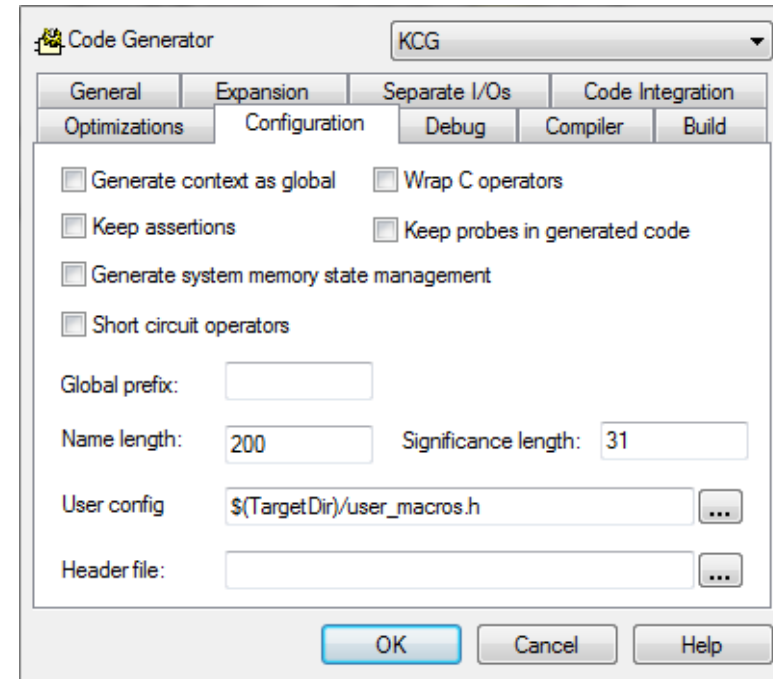 Code Generator KCG
General Expansion Separate I/Os Code Integration
Optimizations Configuration Debug Compiler Build
Generate context as global Wrap C operators
Keep assertions Keep probes in generated code
Generate system memory state management
Short circuit operators
Global prefix:
Name length: 200 Significance length: 31
User config $(TargetDir)/user_macros.h ...
Header file: ...
OK Cancel Help